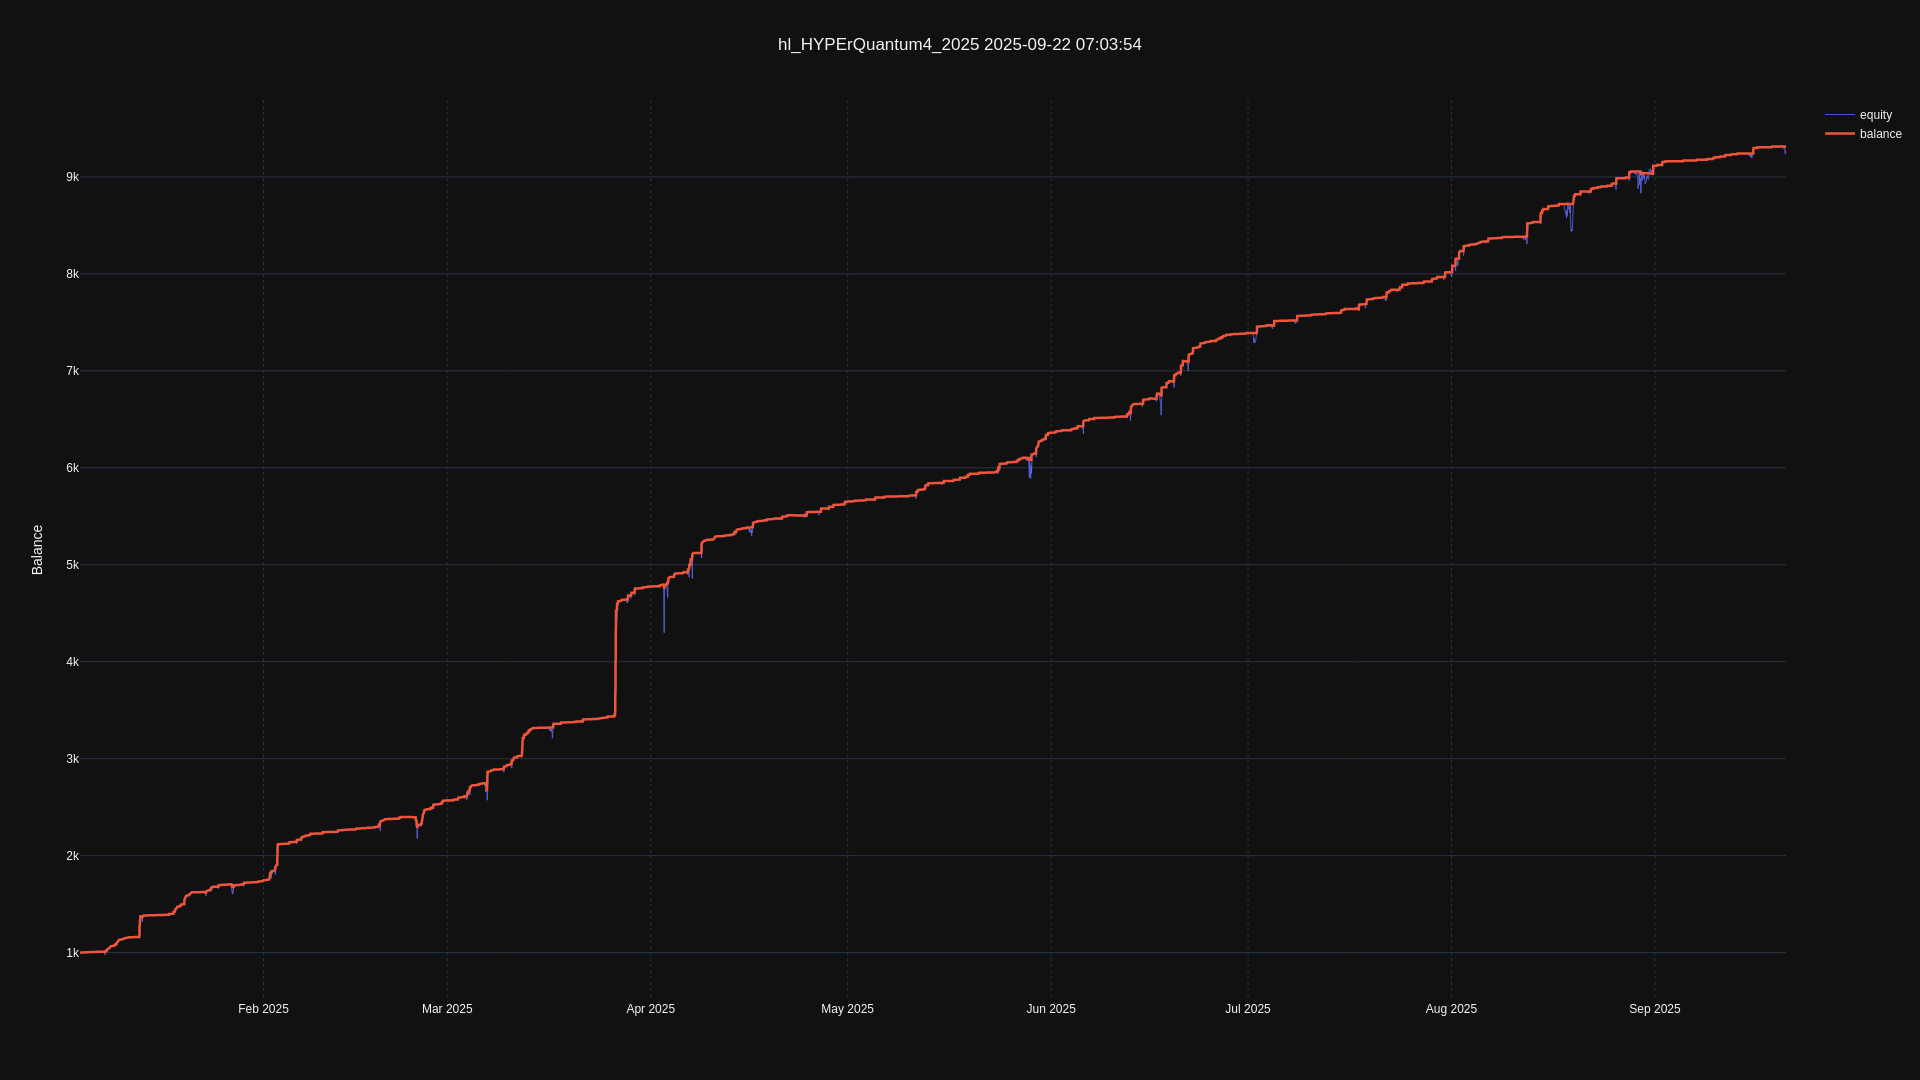 hl_HYPErQuantum4_2025 2025-09-22 07:03:54
equity
balance
Balance
9k
8k
7k
6k
5k
4k
3k
2k
1k
Feb 2025
Mar 2025
Apr 2025
May 2025
Jun 2025
Jul 2025
Aug 2025
Sep 2025